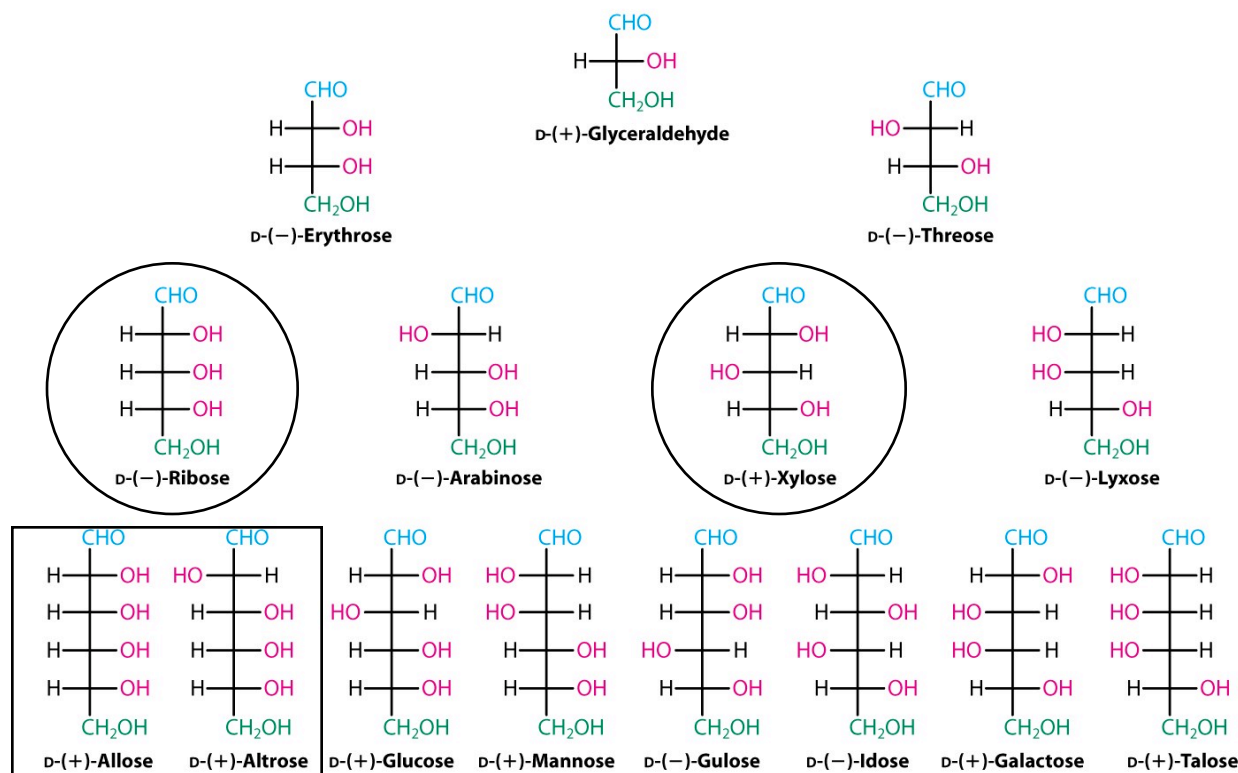 CHO
H OH
CH₂OH
D-(+)-Glyceraldehyde
CHO
H OH
H OH
CH₂OH
D-(−)-Erythrose
CHO
HO H
H OH
CH₂OH
D-(−)-Threose
CHO
H OH
H OH
H OH
CH₂OH
D-(−)-Ribose
CHO
HO H
H OH
H OH
CH₂OH
D-(−)-Arabinose
CHO
H OH
HO H
H OH
CH₂OH
D-(+)-Xylose
CHO
HO H
HO H
H OH
CH₂OH
D-(−)-Lyxose
CHO
H OH
H OH
H OH
H OH
CH₂OH
D-(+)-Allose
CHO
HO H
H OH
H OH
H OH
CH₂OH
D-(+)-Altrose
CHO
H OH
HO H
H OH
H OH
CH₂OH
D-(+)-Glucose
CHO
HO H
HO H
H OH
H OH
CH₂OH
D-(+)-Mannose
CHO
H OH
H OH
HO H
H OH
CH₂OH
D-(−)-Gulose
CHO
HO H
H OH
HO H
H OH
CH₂OH
D-(−)-Idose
CHO
H OH
HO H
HO H
H OH
CH₂OH
D-(+)-Galactose
CHO
HO H
HO H
HO H
H OH
CH₂OH
D-(+)-Talose